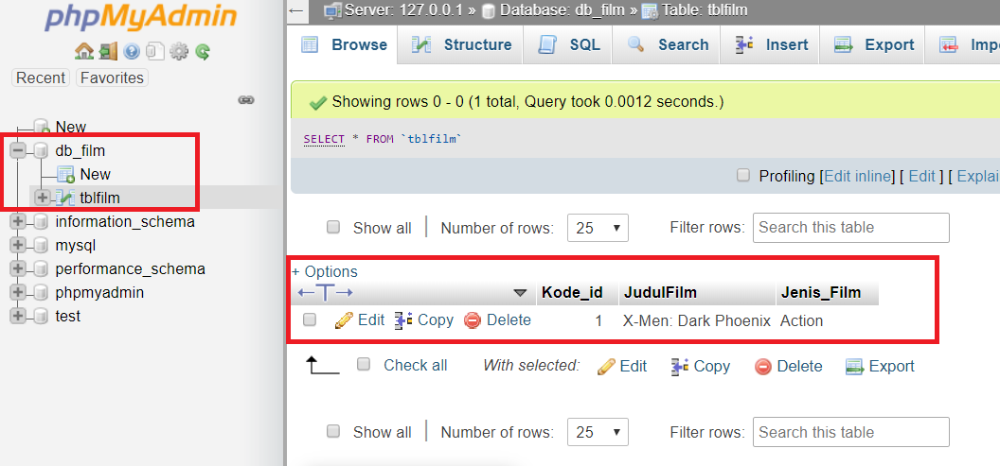 phpMyAdmin
Recent Favorites
New
db_film
New
tblfilm
information_schema
mysql
performance_schema
phpmyadmin
test
Server: 127.0.0.1 » Database: db_film » Table: tblfilm
Browse Structure SQL Search Insert Export Impo
Showing rows 0 - 0 (1 total, Query took 0.0012 seconds.)
SELECT * FROM `tblfilm`
Profiling [Edit inline] [ Edit ] [ Explai
Show all Number of rows: 25 Filter rows: Search this table
+ Options
Kode_id JudulFilm Jenis_Film
Edit Copy Delete 1 X-Men: Dark Phoenix Action
Check all With selected: Edit Copy Delete Export
Show all Number of rows: 25 Filter rows: Search this table